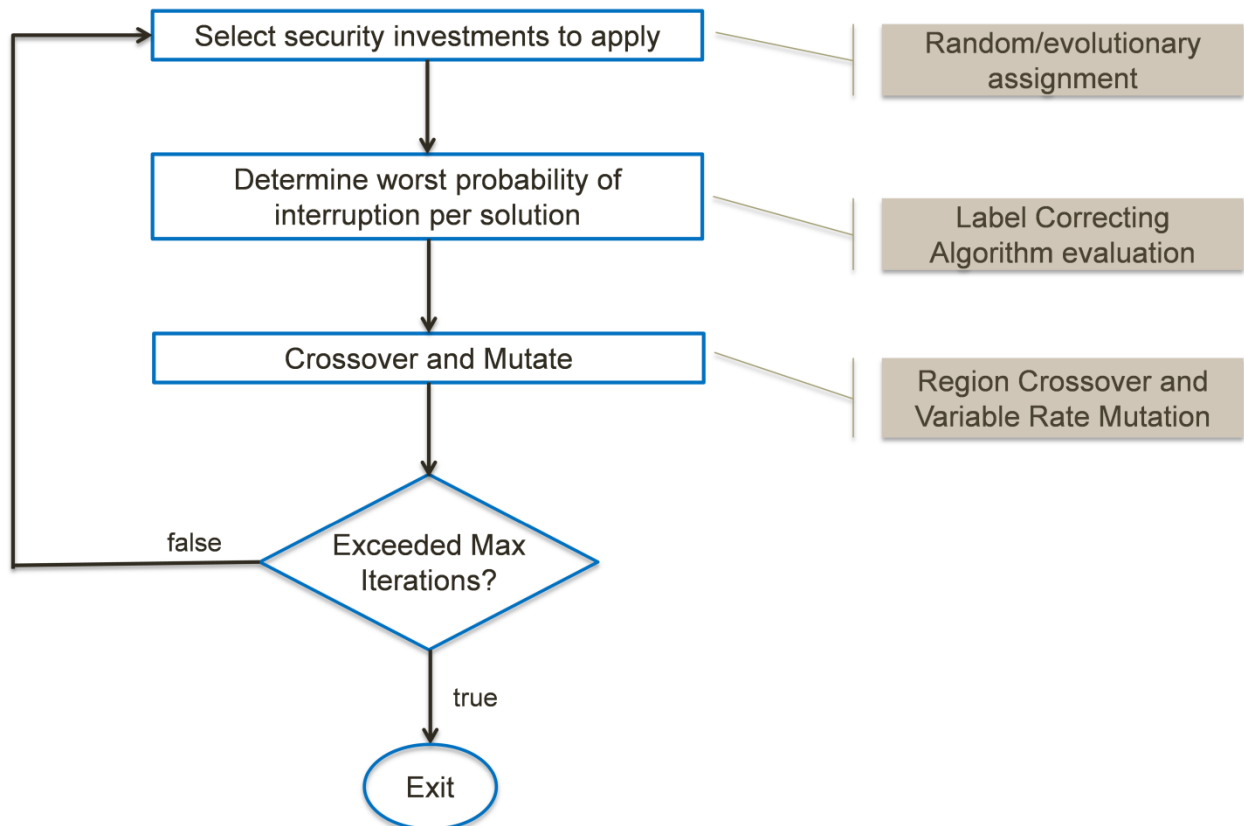 Select security investments to apply
Random/evolutionary
assignment
Determine worst probability of
interruption per solution
Label Correcting
Algorithm evaluation
Crossover and Mutate
Region Crossover and
Variable Rate Mutation
false
Exceeded Max
Iterations?
true
Exit